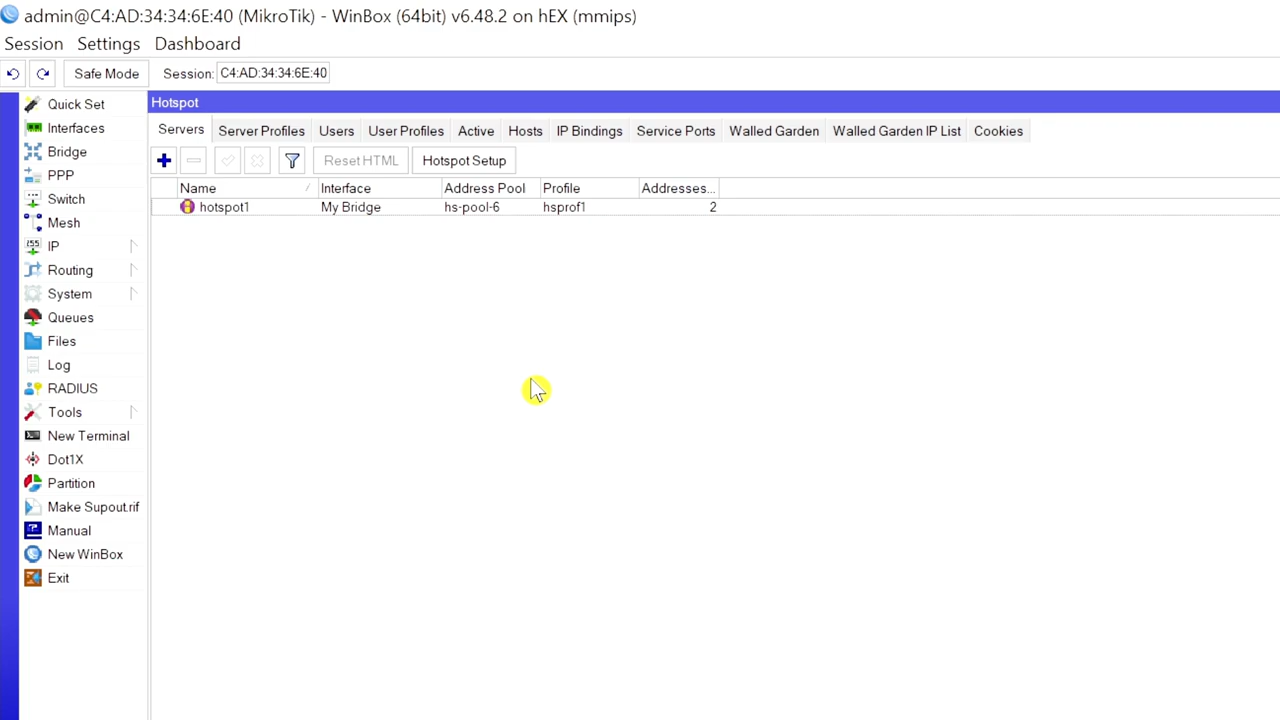 admin@C4:AD:34:34:6E:40 (MikroTik) - WinBox (64bit) v6.48.2 on hEX (mmips)
Session Settings Dashboard
Safe Mode Session: C4:AD:34:34:6E:40
Hotspot
Servers Server Profiles Users User Profiles Active Hosts IP Bindings Service Ports Walled Garden Walled Garden IP List Cookies
Reset HTML Hotspot Setup
Name Interface Address Pool Profile Addresses...
hotspot1 My Bridge hs-pool-6 hsprof1 2
Quick Set
Interfaces
Bridge
PPP
Switch
Mesh
IP
Routing
System
Queues
Files
Log
RADIUS
Tools
New Terminal
Dot1X
Partition
Make Supout.rif
Manual
New WinBox
Exit